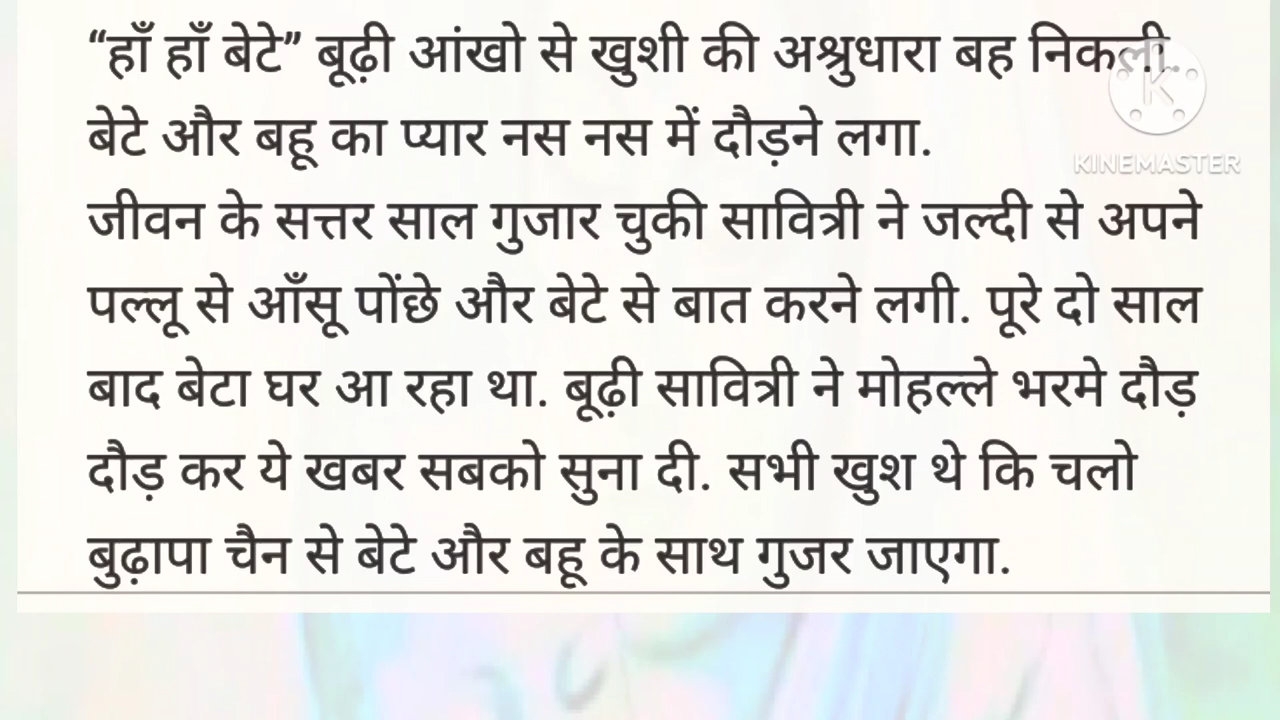 “हाँ हाँ बेटे” बूढ़ी आंखो से खुशी की अश्रुधारा बह निकली.
बेटे और बहू का प्यार नस नस में दौड़ने लगा.
KINEMASTER
जीवन के सत्तर साल गुजार चुकी सावित्री ने जल्दी से अपने
पल्लू से आँसू पोंछे और बेटे से बात करने लगी. पूरे दो साल
बाद बेटा घर आ रहा था. बूढ़ी सावित्री ने मोहल्ले भरमे दौड़
दौड़ कर ये खबर सबको सुना दी. सभी खुश थे कि चलो
बुढ़ापा चैन से बेटे और बहू के साथ गुजर जाएगा.